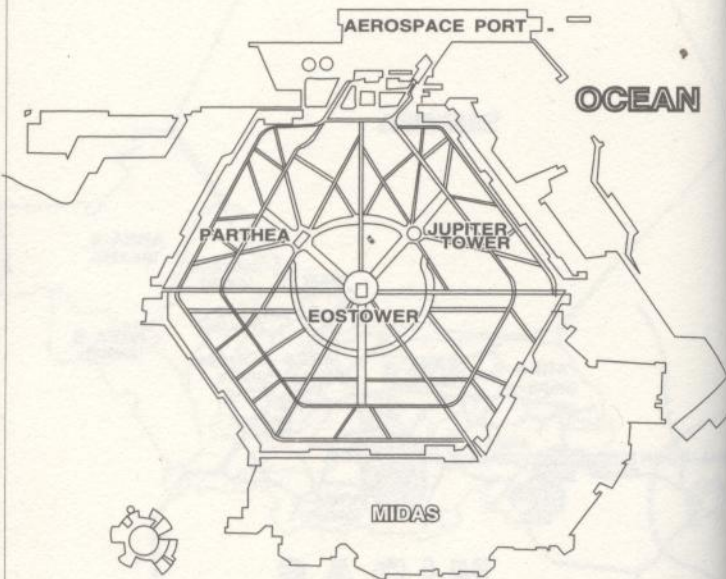 AEROSPACE PORT
OCEAN
PARTHEA
JUPITER
TOWER
EOSTOWER
MIDAS